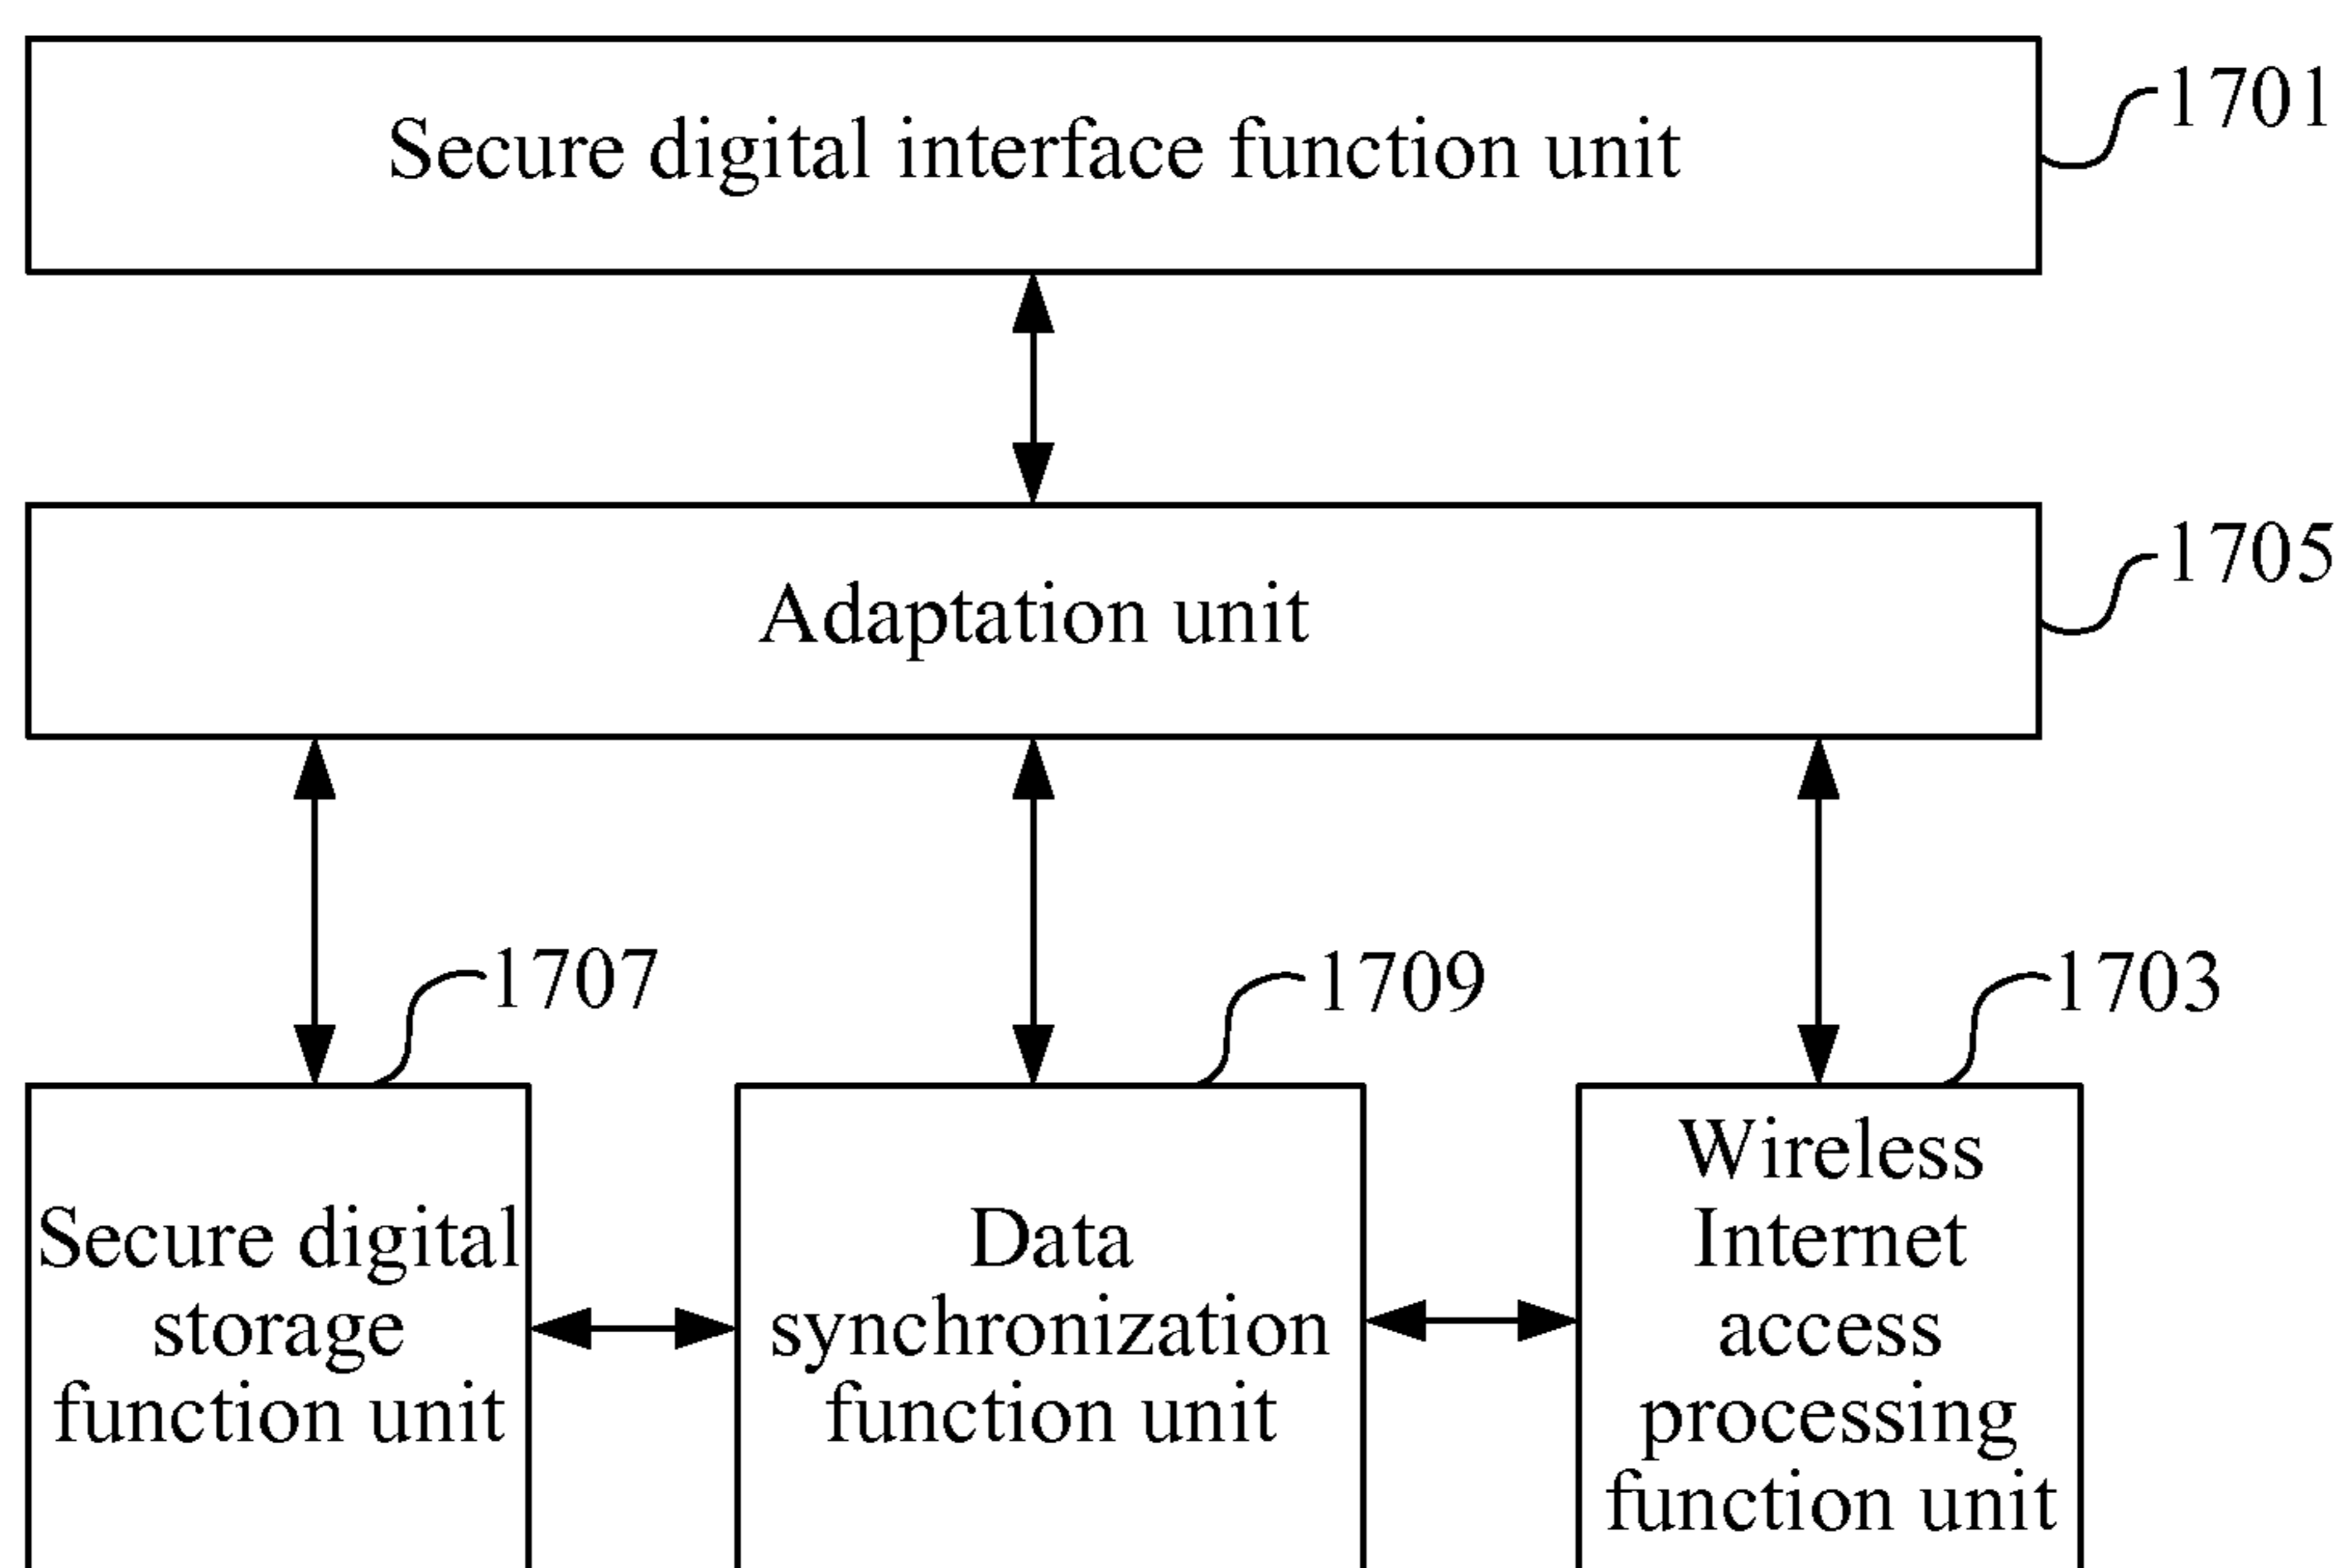 Secure digital interface function unit
1701
Adaptation unit
1705
1707
1709
1703
Secure digital
storage
function unit
Data
synchronization
function unit
Wireless
Internet
access
processing
function unit